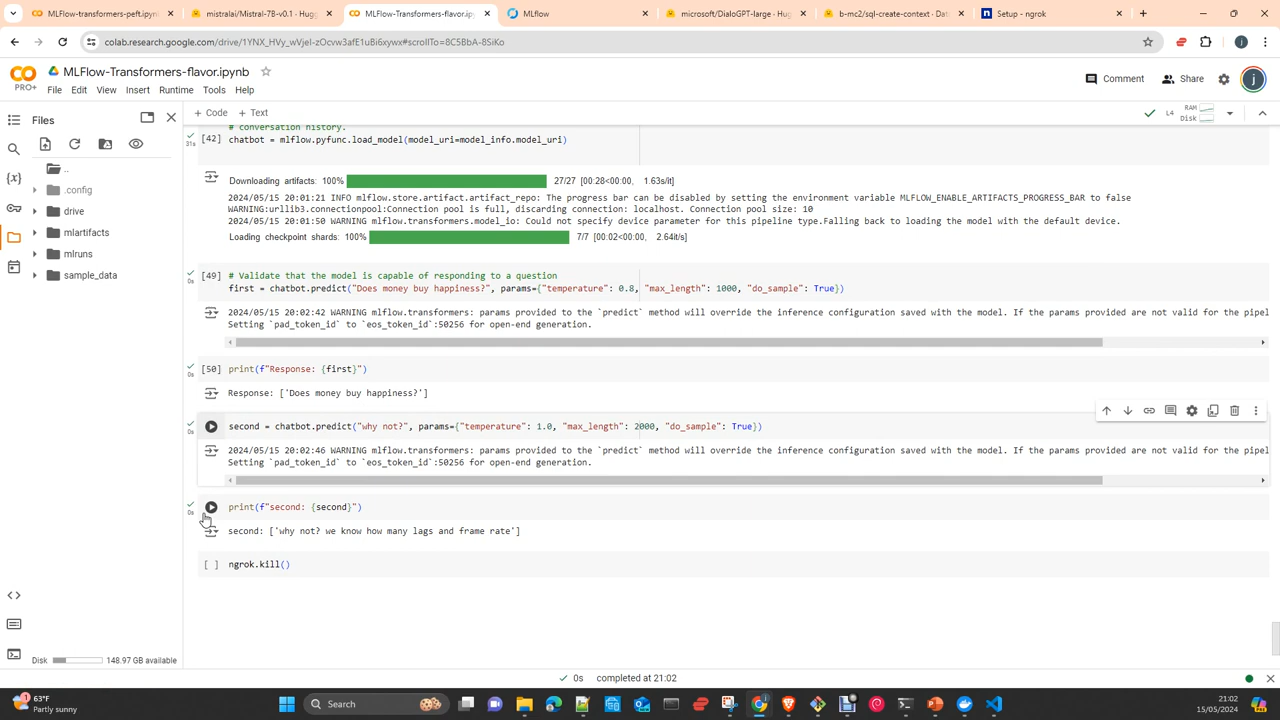 MLFlow-transformers-peft.ipynb
mistralai/Mistral-7B-v0.1 · Hugg
MLFlow-Transformers-flavor.ipy
MLflow
microsoft/DialoGPT-large · Hug
b-mc2/sql-create-context · Dat
Setup - ngrok
colab.research.google.com/drive/1YNX_HVy_wVjeI-zOcvw3afE1uBi6xywx#scrollTo=8C5BbA-8SiKo
PRO+
MLFlow-Transformers-flavor.ipynb
File Edit View Insert Runtime Tools Help
Comment
Share
Files
+ Code + Text
L4
RAM
Disk
..
.config
drive
mlartifacts
mlruns
sample_data
# conversation history.
[42] chatbot = mlflow.pyfunc.load_model(model_uri=model_info.model_uri)
31s
Downloading artifacts: 100% 27/27 [00:28<00:00, 1.63s/it]
2024/05/15 20:01:21 INFO mlflow.store.artifact.artifact_repo: The progress bar can be disabled by setting the environment variable MLFLOW_ENABLE_ARTIFACTS_PROGRESS_BAR to false
WARNING:urllib3.connectionpool:Connection pool is full, discarding connection: localhost. Connection pool size: 10
2024/05/15 20:01:50 WARNING mlflow.transformers.model_io: Could not specify device parameter for this pipeline type.Falling back to loading the model with the default device.
Loading checkpoint shards: 100% 7/7 [00:02<00:00, 2.64it/s]
[49] # Validate that the model is capable of responding to a question
0s
first = chatbot.predict("Does money buy happiness?", params={"temperature": 0.8, "max_length": 1000, "do_sample": True})
2024/05/15 20:02:42 WARNING mlflow.transformers: params provided to the `predict` method will override the inference configuration saved with the model. If the params provided are not valid for the pipel
Setting `pad_token_id` to `eos_token_id`:50256 for open-end generation.
[50] print(f"Response: {first}")
0s
Response: ['Does money buy happiness?']
second = chatbot.predict("why not?", params={"temperature": 1.0, "max_length": 2000, "do_sample": True})
0s
2024/05/15 20:02:46 WARNING mlflow.transformers: params provided to the `predict` method will override the inference configuration saved with the model. If the params provided are not valid for the pipel
Setting `pad_token_id` to `eos_token_id`:50256 for open-end generation.
print(f"second: {second}")
0s
second: ['why not? we know how many lags and frame rate']
[ ] ngrok.kill()
Disk 148.97 GB available
0s completed at 21:02
63°F
Partly sunny
Search
21:02
15/05/2024